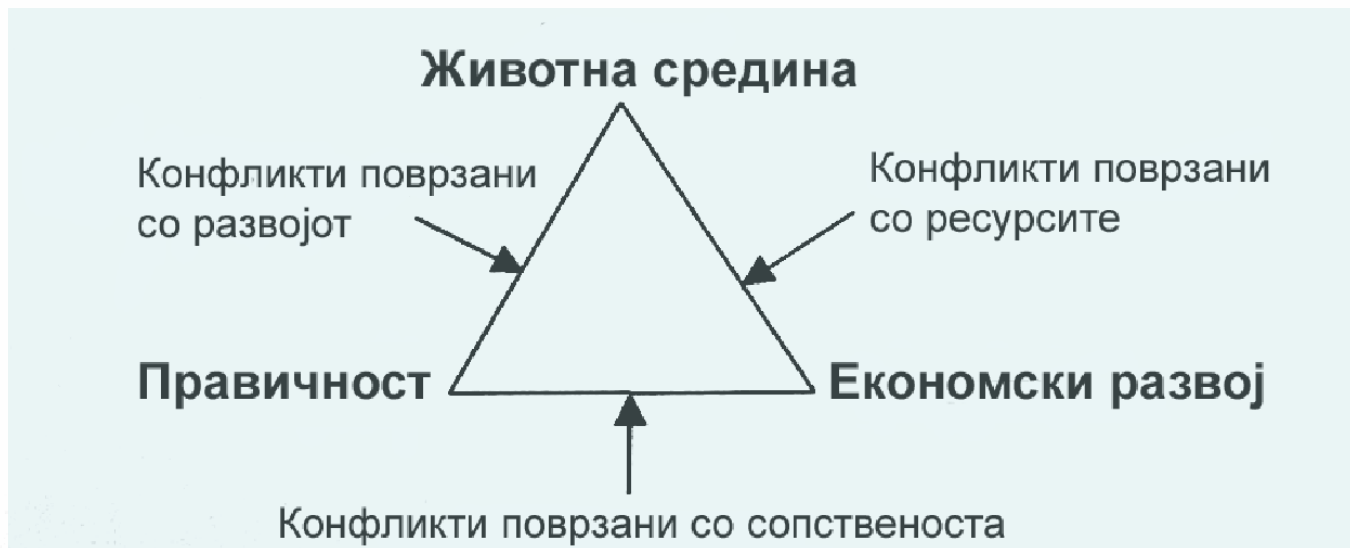 Животна средина
Конфликти поврзани
со развојот
Конфликти поврзани
со ресурсите
Правичност
Економски развој
Конфликти поврзани со сопственоста